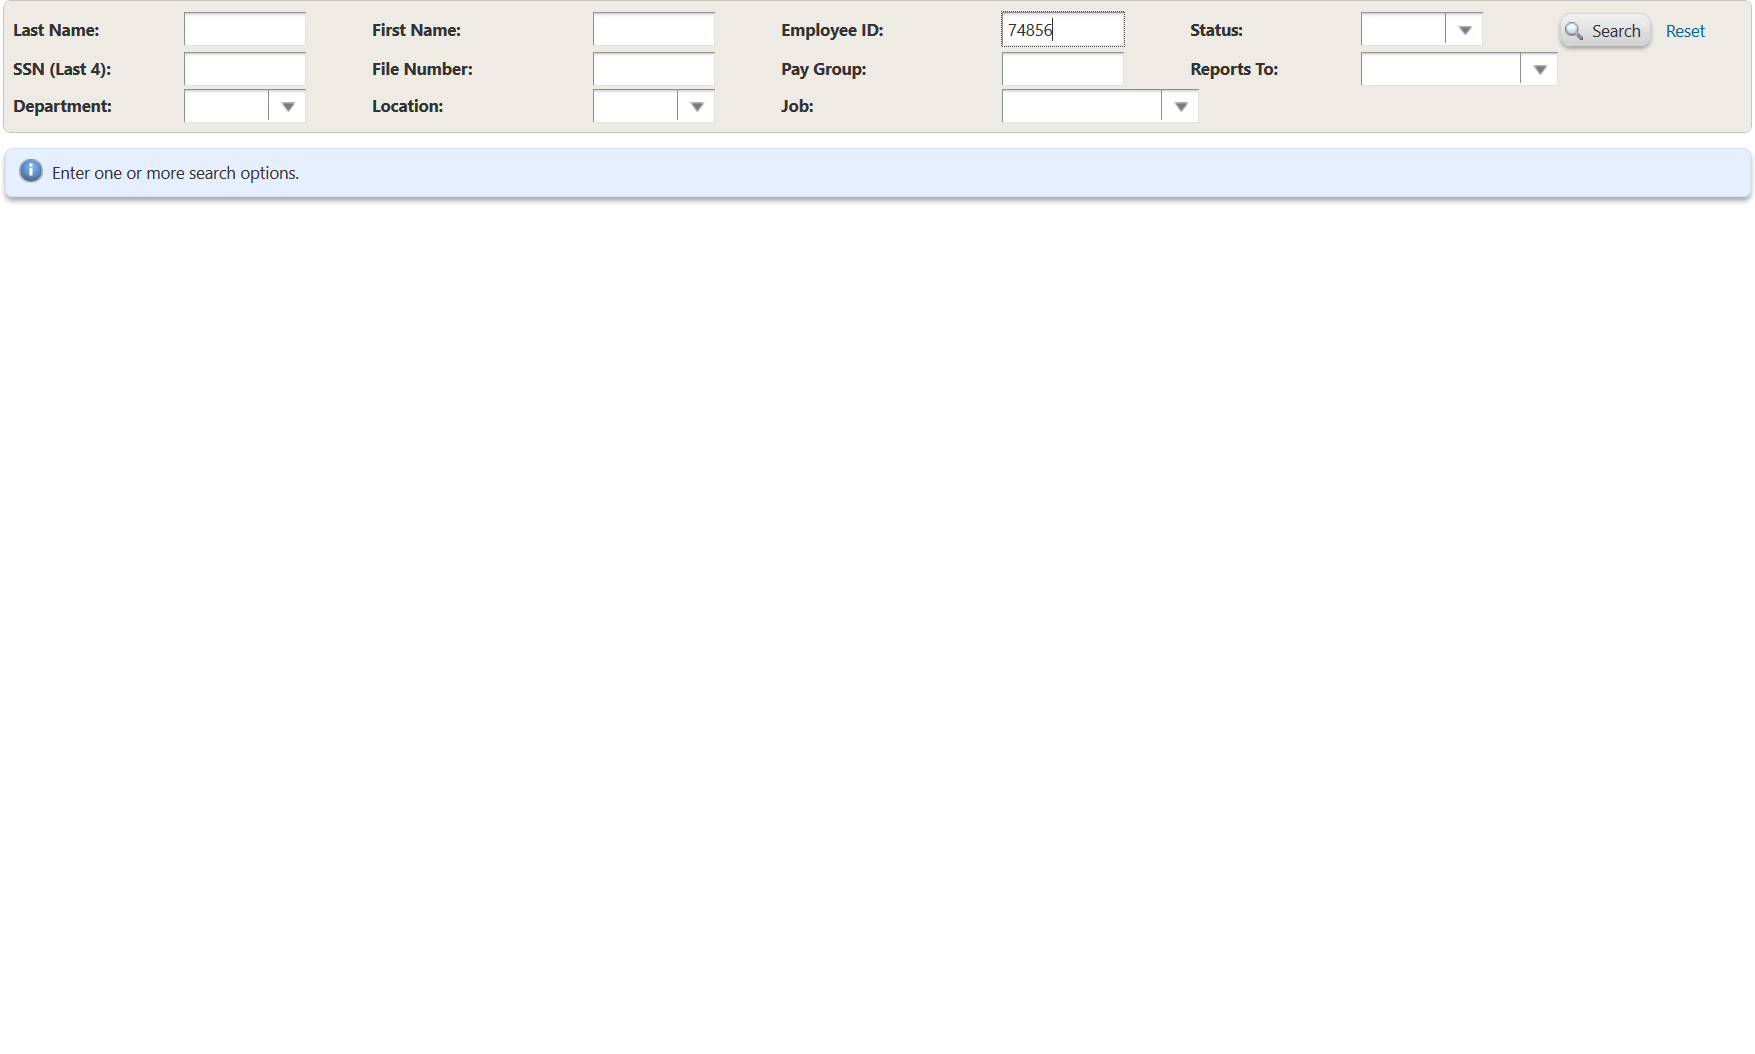 Last Name: First Name: Employee ID: 74856 Status: Search Reset
SSN (Last 4): File Number: Pay Group: Reports To:
Department: Location: Job:
Enter one or more search options.